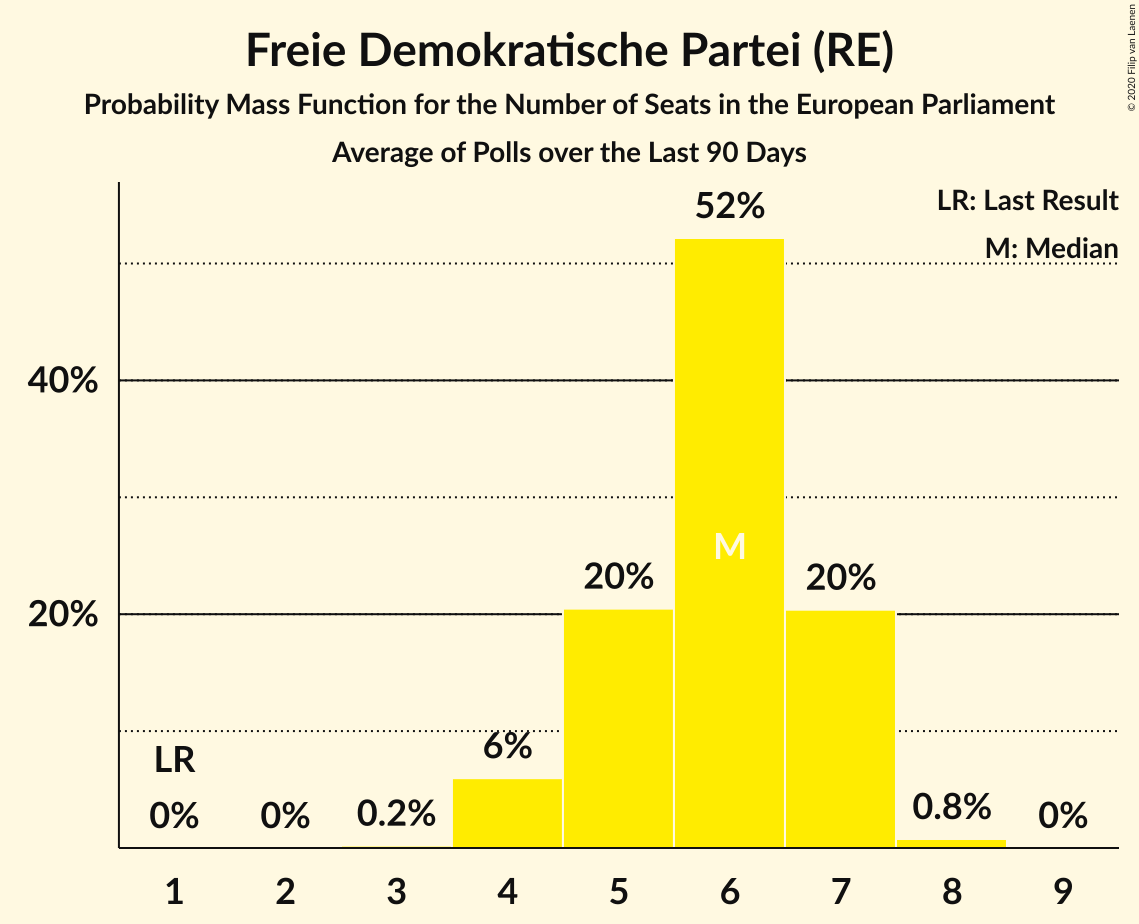 Freie Demokratische Partei (RE)
Probability Mass Function for the Number of Seats in the European Parliament
Average of Polls over the Last 90 Days
© 2020 Filip van Laenen
LR: Last Result
M: Median
52%
40%
M
20%
20%
20%
6%
LR
0%
0%
0.2%
0.8%
0%
1 2 3 4 5 6 7 8 9